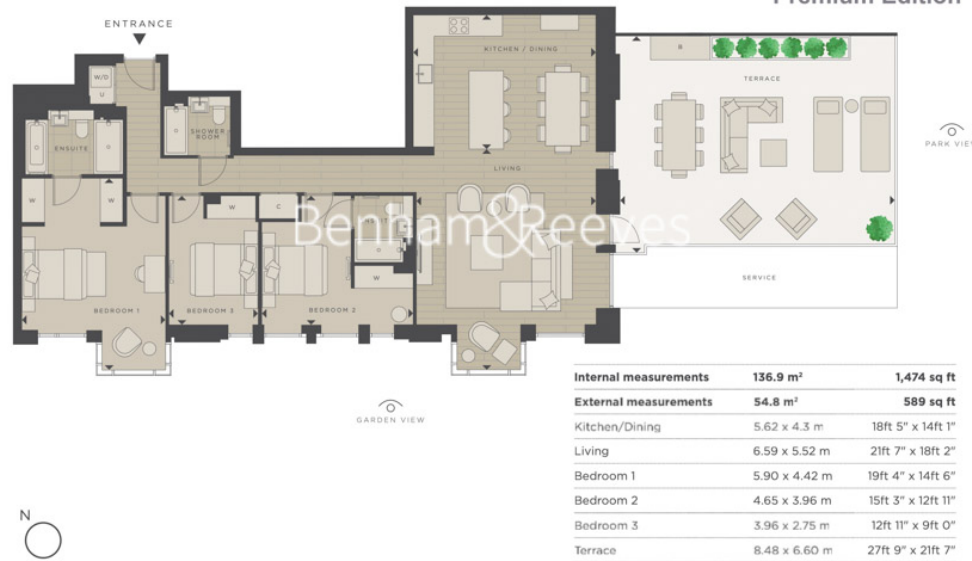 Premium Edition
ENTRANCE
W/D
U
ENSUITE
SHOWER
ROOM
KITCHEN / DINING
B
TERRACE
PARK VIEW
LIVING
W
W
W
C
ENSUITE
W
Benham & Reeves
BEDROOM 1
BEDROOM 3
BEDROOM 2
SERVICE
GARDEN VIEW
N
Internal measurements 136.9 m² 1,474 sq ft
External measurements 54.8 m² 589 sq ft
Kitchen/Dining 5.62 x 4.3 m 18ft 5" x 14ft 1"
Living 6.59 x 5.52 m 21ft 7" x 18ft 2"
Bedroom 1 5.90 x 4.42 m 19ft 4" x 14ft 6"
Bedroom 2 4.65 x 3.96 m 15ft 3" x 12ft 11"
Bedroom 3 3.96 x 2.75 m 12ft 11" x 9ft 0"
Terrace 8.48 x 6.60 m 27ft 9" x 21ft 7"